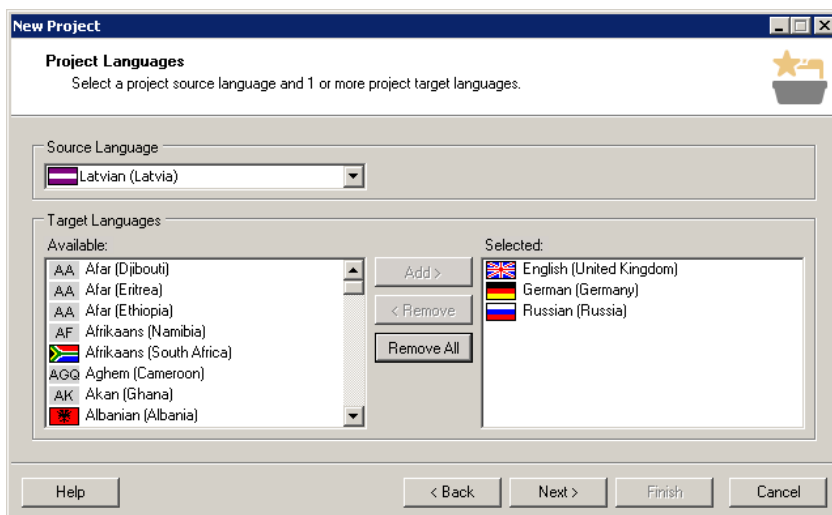 New Project
Project Languages
Select a project source language and 1 or more project target languages.
Source Language
Latvian (Latvia)
Target Languages
Available:
AA Afar (Djibouti)
AA Afar (Eritrea)
AA Afar (Ethiopia)
AF Afrikaans (Namibia)
Afrikaans (South Africa)
AGQ Aghem (Cameroon)
AK Akan (Ghana)
Albanian (Albania)
Add >
< Remove
Remove All
Selected:
English (United Kingdom)
German (Germany)
Russian (Russia)
Help
< Back
Next >
Finish
Cancel